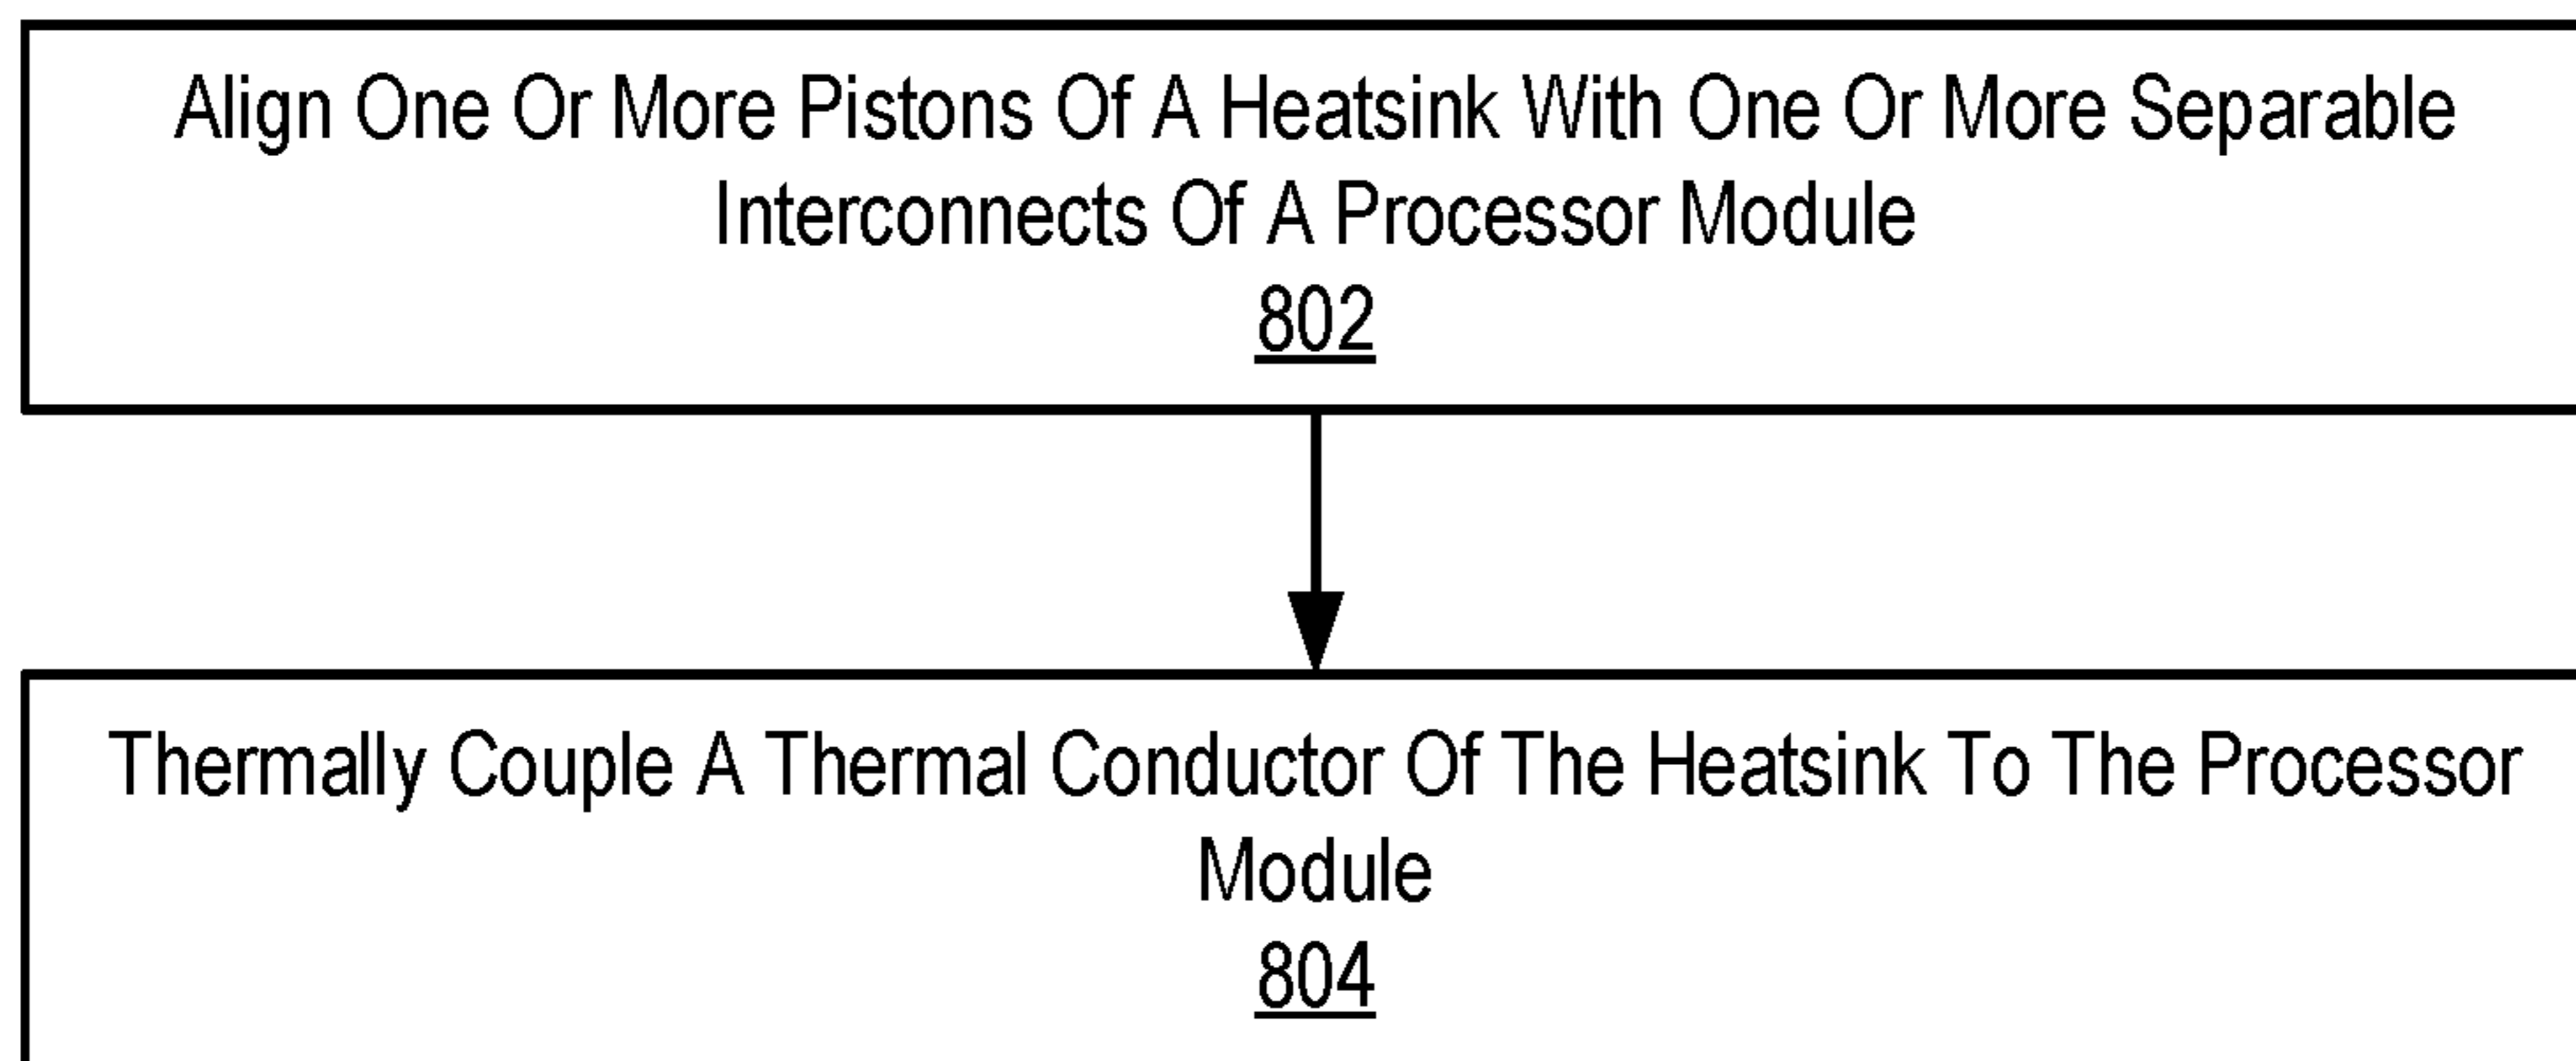 Align One Or More Pistons Of A Heatsink With One Or More Separable
Interconnects Of A Processor Module
802
Thermally Couple A Thermal Conductor Of The Heatsink To The Processor
Module
804